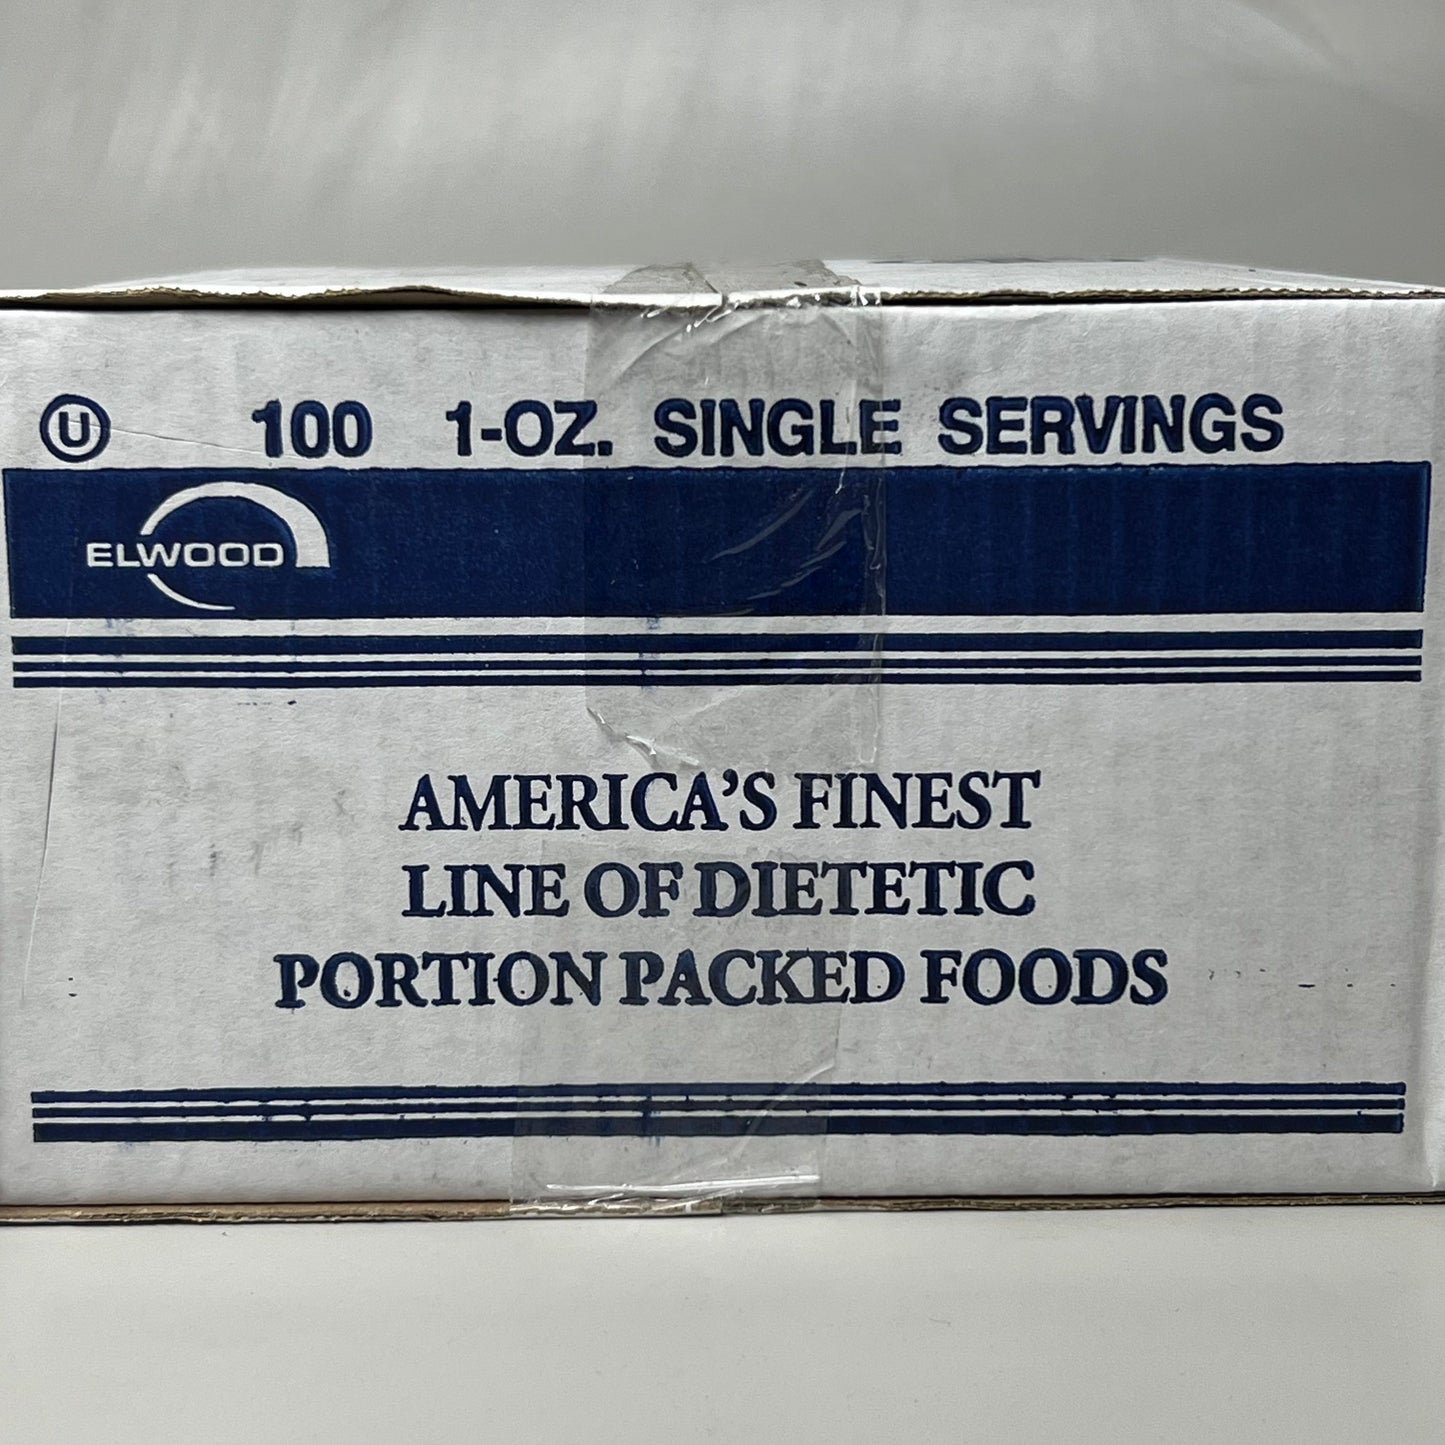 Ⓤ 100 1-OZ. SINGLE SERVINGS
ELWOOD
AMERICA'S FINEST
LINE OF DIETETIC
PORTION PACKED FOODS